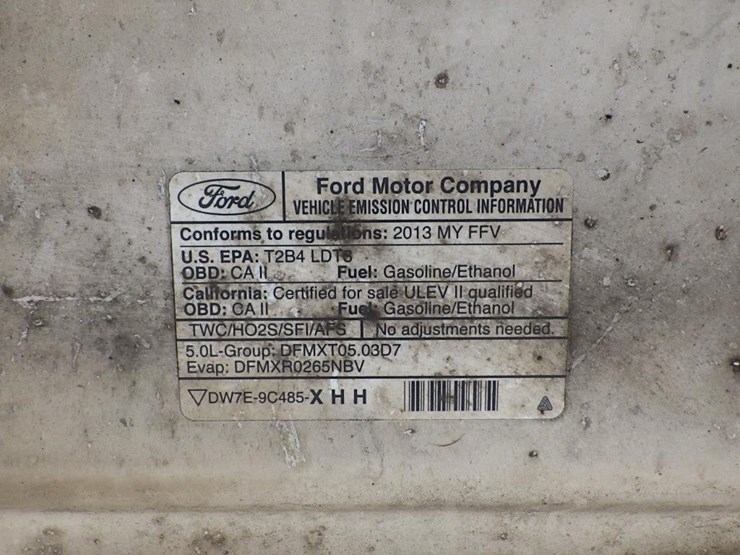 Ford
Ford Motor Company
VEHICLE EMISSION CONTROL INFORMATION
Conforms to regulations: 2013 MY FFV
U.S. EPA: T2B4 LDT3
OBD: CA II Fuel: Gasoline/Ethanol
California: Certified for sale ULEV II qualified
OBD: CA II Fuel: Gasoline/Ethanol
TWC/HO2S/SFI/AFS No adjustments needed.
5.0L-Group: DFMXT05.03D7
Evap: DFMXR0265NBV
DW7E-9C485-XHH